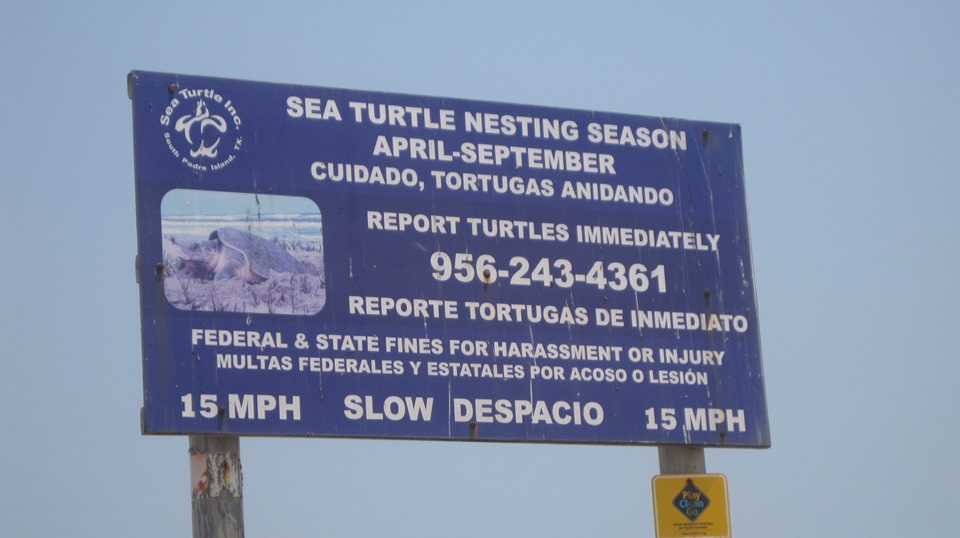 Sea Turtle Inc.
South Padre Island, TX.
SEA TURTLE NESTING SEASON
APRIL-SEPTEMBER
CUIDADO, TORTUGAS ANIDANDO
REPORT TURTLES IMMEDIATELY
956-243-4361
REPORTE TORTUGAS DE INMEDIATO
FEDERAL & STATE FINES FOR HARASSMENT OR INJURY
MULTAS FEDERALES Y ESTATALES POR ACOSO O LESIÓN
15 MPH SLOW DESPACIO 15 MPH
Play
Clean
Go